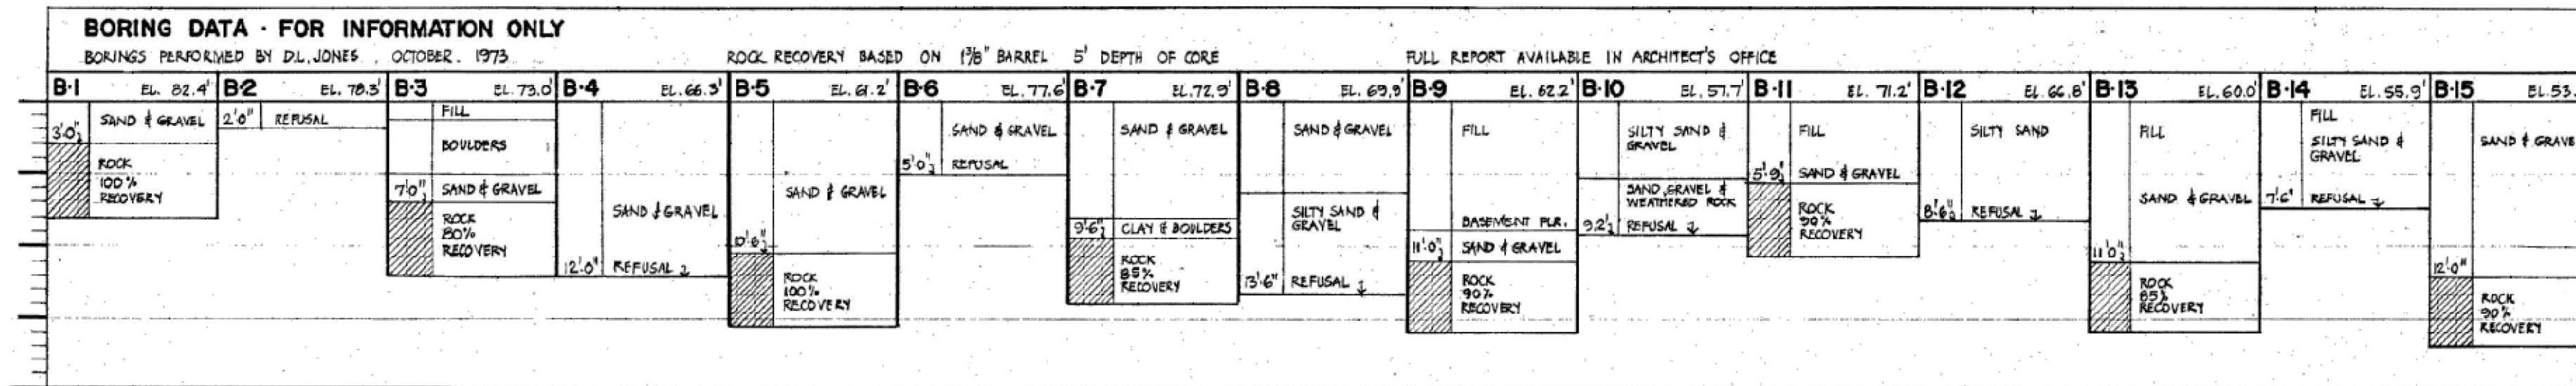 BORING DATA · FOR INFORMATION ONLY
BORINGS PERFORMED BY D.L. JONES, OCTOBER. 1973
ROCK RECOVERY BASED ON 1⅜" BARREL 5' DEPTH OF CORE
FULL REPORT AVAILABLE IN ARCHITECT'S OFFICE
B·1 EL. 82.4'
SAND & GRAVEL
3'0"
ROCK
100%
RECOVERY
B·2 EL. 78.3'
2'0" REFUSAL
B·3 EL. 73.0'
FILL
BOULDERS
7'0" SAND & GRAVEL
ROCK
80%
RECOVERY
B·4 EL. 66.3'
SAND & GRAVEL
12'0" REFUSAL
B·5 EL. 61.2'
SAND & GRAVEL
10'6"
ROCK
100%
RECOVERY
B·6 EL. 77.6'
SAND & GRAVEL
5'0" REFUSAL
B·7 EL. 72.9'
SAND & GRAVEL
9'6" CLAY & BOULDERS
ROCK
85%
RECOVERY
B·8 EL. 69.9'
SAND & GRAVEL
SILTY SAND &
GRAVEL
13'6" REFUSAL
B·9 EL. 62.2'
FILL
BASEMENT FLR.
11'0" SAND & GRAVEL
ROCK
90%
RECOVERY
B·10 EL. 57.7'
SILTY SAND &
GRAVEL
SAND, GRAVEL &
WEATHERED ROCK
9'2" REFUSAL
B·11 EL. 71.2'
FILL
5'9" SAND & GRAVEL
ROCK
90%
RECOVERY
B·12 EL. 66.8'
SILTY SAND
8'6" REFUSAL
B·13 EL. 60.0'
FILL
SAND & GRAVEL
11'0"
ROCK
85%
RECOVERY
B·14 EL. 55.9'
FILL
SILTY SAND &
GRAVEL
7'6" REFUSAL
B·15 EL. 53.
SAND & GRAVE
12'0"
ROCK
90%
RECOVERY